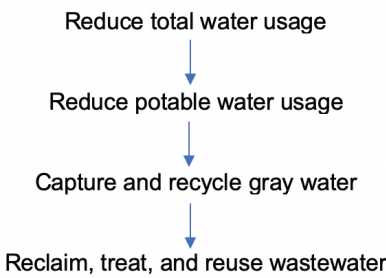 Reduce total water usage
Reduce potable water usage
Capture and recycle gray water
Reclaim, treat, and reuse wastewater